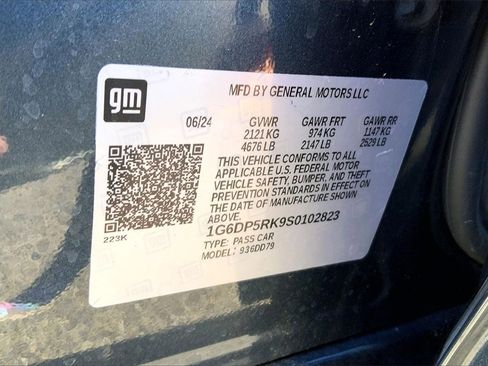 gm
MFD BY GENERAL MOTORS LLC
06/24 GVWR GAWR FRT GAWR RR
2121 KG 974 KG 1147 KG
4676 LB 2147 LB 2529 LB
THIS VEHICLE CONFORMS TO ALL
APPLICABLE U.S. FEDERAL MOTOR
VEHICLE SAFETY, BUMPER, AND THEFT
PREVENTION STANDARDS IN EFFECT ON
THE DATE OF MANUFACTURE SHOWN
ABOVE.
223K
1G6DP5RK9S0102823
TYPE: PASS CAR
MODEL: 936DD79